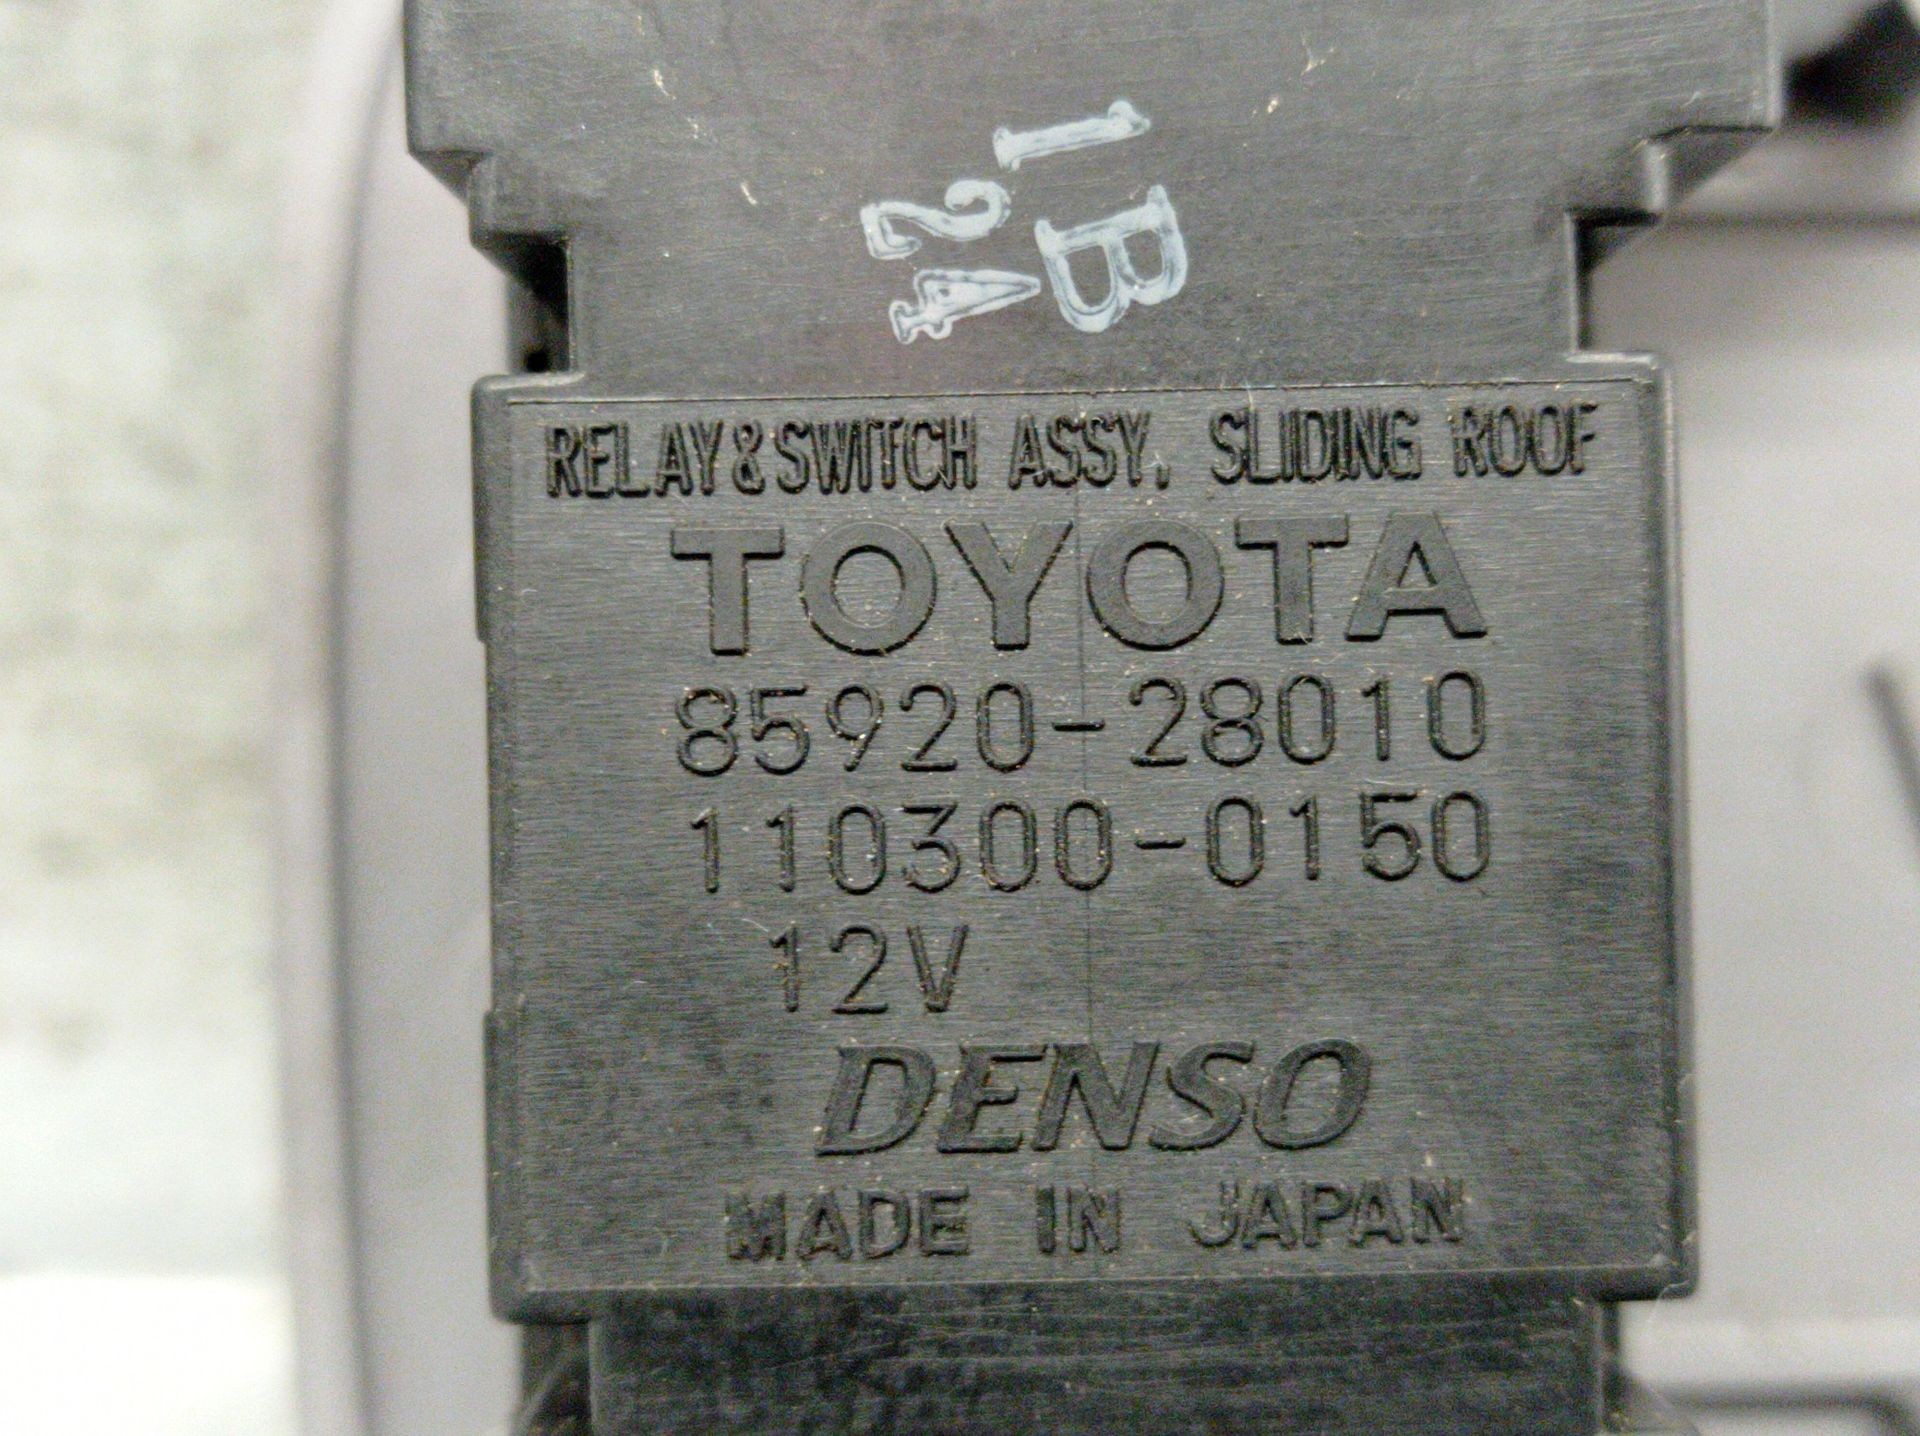 1B
24
RELAY&SWITCH ASSY, SLIDING ROOF
TOYOTA
85920-28010
110300-0150
12V
DENSO
MADE IN JAPAN